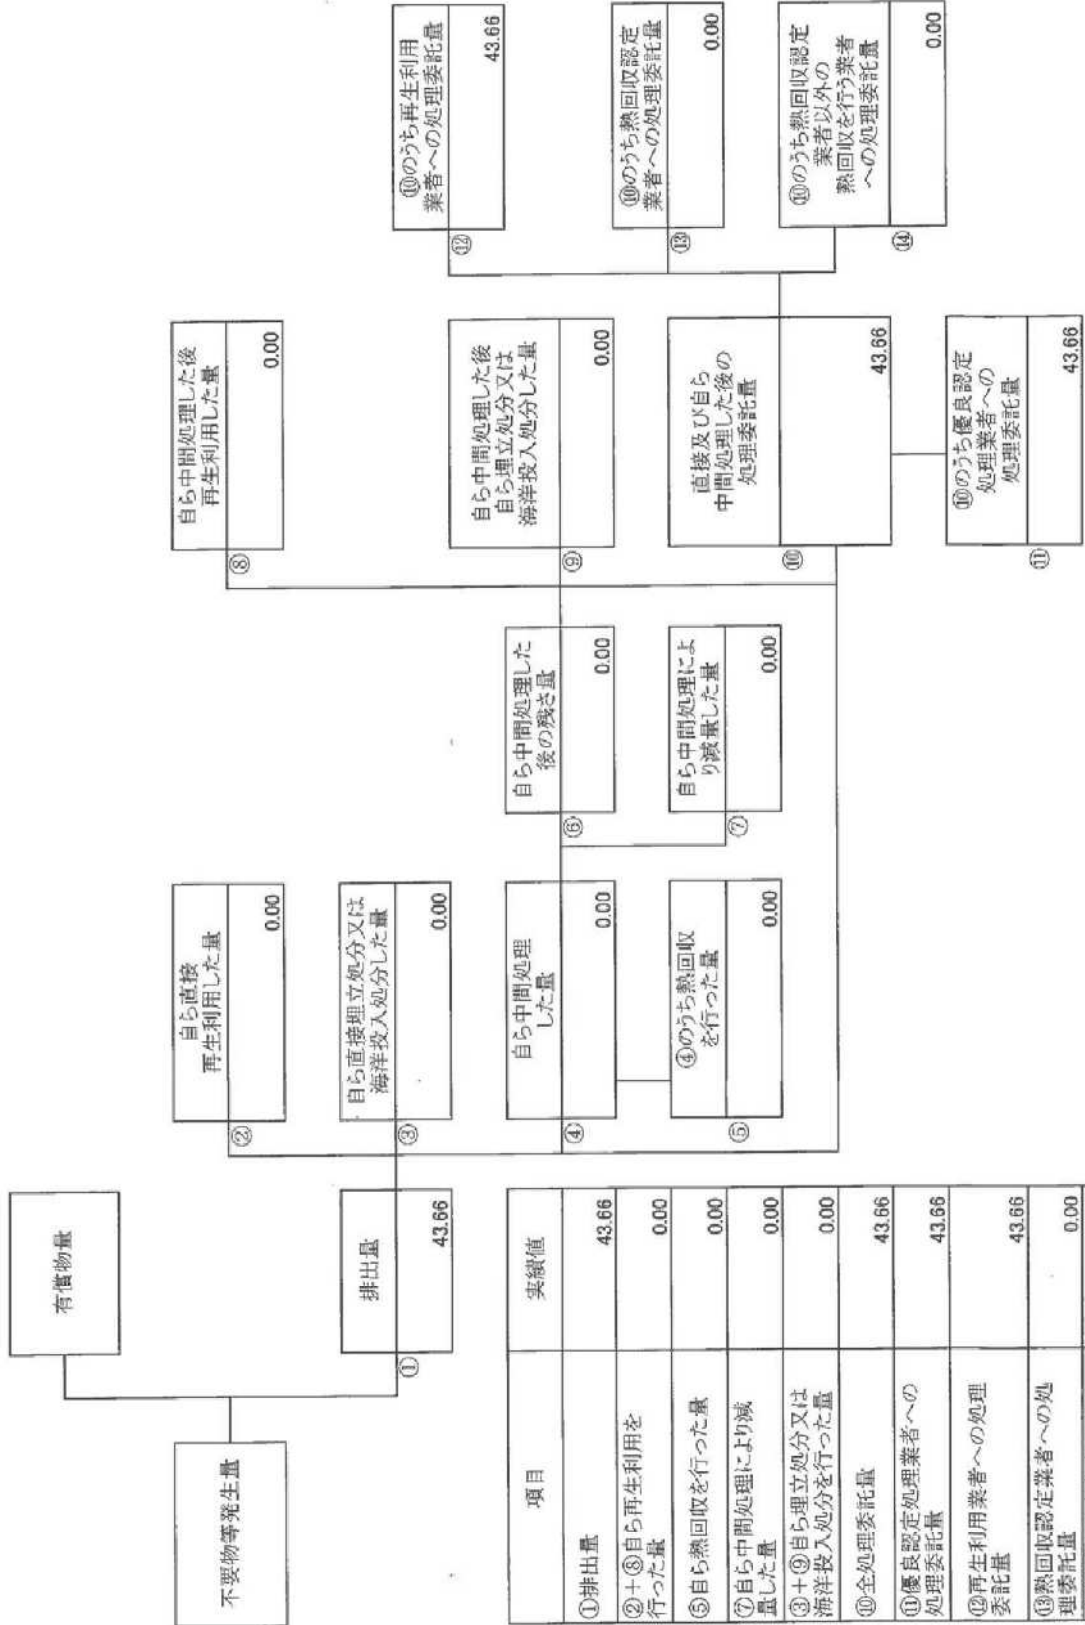 不要物等発生量
有償物量
①
排出量
43.66
②
自ら直接
再生利用した量
0.00
③
自ら直接埋立処分又は
海洋投入処分した量
0.00
④
自ら中間処理
した量
0.00
⑤
④のうち熱回収
を行った量
0.00
⑥
自ら中間処理した
後の残さ量
0.00
⑦
自ら中間処理によ
り減量した量
0.00
⑧
自ら中間処理した後
再生利用した量
0.00
⑨
自ら中間処理した後
自ら埋立処分又は
海洋投入処分した量
0.00
⑩
直接及び自ら
中間処理した後の
処理委託量
43.66
⑪
⑩のうち優良認定
処理業者への
処理委託量
43.66
⑫
⑩のうち再生利用
業者への処理委託量
43.66
⑬
⑩のうち熱回収認定
業者への処理委託量
0.00
⑭
⑩のうち熱回収認定
業者以外の
熱回収を行う業者
への処理委託量
0.00
項目 実績値
①排出量 43.66
②+⑧自ら再生利用を
行った量 0.00
⑤自ら熱回収を行った量 0.00
⑦自ら中間処理により減
量した量 0.00
③+⑨自ら埋立処分又は
海洋投入処分を行った量 0.00
⑩全処理委託量 43.66
⑪優良認定処理業者への
処理委託量 43.66
⑫再生利用業者への処理
委託量 43.66
⑬熱回収認定業者への処
理委託量 0.00